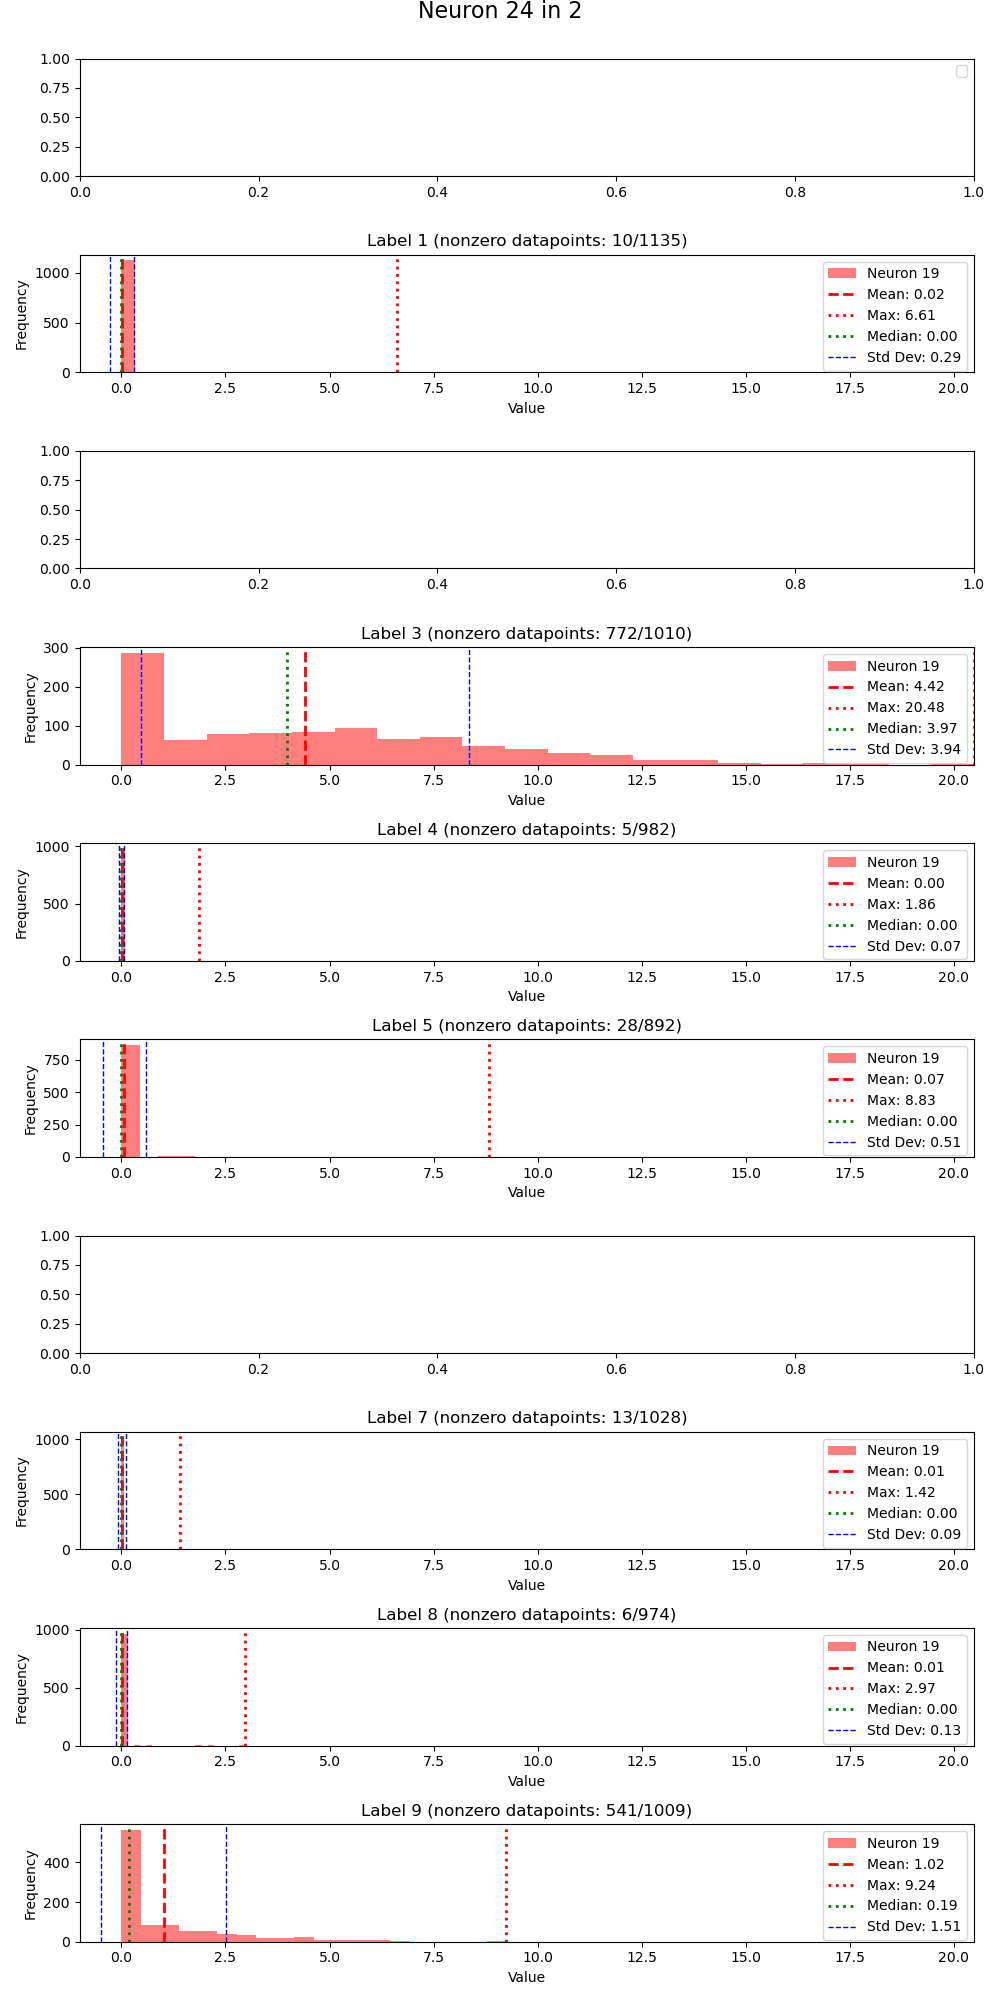 Neuron 24 in 2
1.00
0.75
0.50
0.25
0.00
0.0 0.2 0.4 0.6 0.8 1.0
Label 1 (nonzero datapoints: 10/1135)
Frequency
1000
500
0
Neuron 19
Mean: 0.02
Max: 6.61
Median: 0.00
Std Dev: 0.29
0.0 2.5 5.0 7.5 10.0 12.5 15.0 17.5 20.0
Value
1.00
0.75
0.50
0.25
0.00
0.0 0.2 0.4 0.6 0.8 1.0
Label 3 (nonzero datapoints: 772/1010)
Frequency
300
200
100
0
Neuron 19
Mean: 4.42
Max: 20.48
Median: 3.97
Std Dev: 3.94
0.0 2.5 5.0 7.5 10.0 12.5 15.0 17.5 20.0
Value
Label 4 (nonzero datapoints: 5/982)
Frequency
1000
500
0
Neuron 19
Mean: 0.00
Max: 1.86
Median: 0.00
Std Dev: 0.07
0.0 2.5 5.0 7.5 10.0 12.5 15.0 17.5 20.0
Value
Label 5 (nonzero datapoints: 28/892)
Frequency
750
500
250
0
Neuron 19
Mean: 0.07
Max: 8.83
Median: 0.00
Std Dev: 0.51
0.0 2.5 5.0 7.5 10.0 12.5 15.0 17.5 20.0
Value
1.00
0.75
0.50
0.25
0.00
0.0 0.2 0.4 0.6 0.8 1.0
Label 7 (nonzero datapoints: 13/1028)
Frequency
1000
500
0
Neuron 19
Mean: 0.01
Max: 1.42
Median: 0.00
Std Dev: 0.09
0.0 2.5 5.0 7.5 10.0 12.5 15.0 17.5 20.0
Value
Label 8 (nonzero datapoints: 6/974)
Frequency
1000
500
0
Neuron 19
Mean: 0.01
Max: 2.97
Median: 0.00
Std Dev: 0.13
0.0 2.5 5.0 7.5 10.0 12.5 15.0 17.5 20.0
Value
Label 9 (nonzero datapoints: 541/1009)
Frequency
400
200
0
Neuron 19
Mean: 1.02
Max: 9.24
Median: 0.19
Std Dev: 1.51
0.0 2.5 5.0 7.5 10.0 12.5 15.0 17.5 20.0
Value